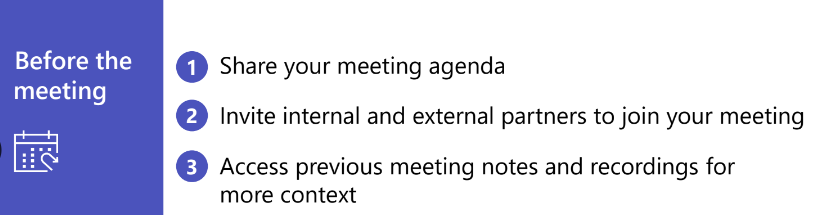 Before the
meeting
1 Share your meeting agenda
2 Invite internal and external partners to join your meeting
3 Access previous meeting notes and recordings for
more context